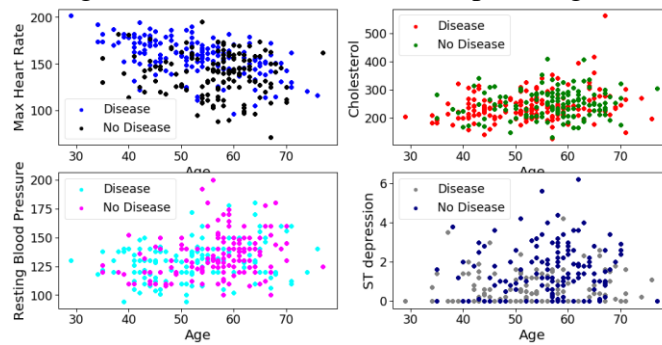 200
150
100
Max Heart Rate
Disease
No Disease
30 40 50 60 70
Age
500
400
300
200
Cholesterol
Disease
No Disease
30 40 50 60 70
Age
200
175
150
125
100
Resting Blood Pressure
Disease
No Disease
30 40 50 60 70
Age
6
4
2
0
ST depression
Disease
No Disease
30 40 50 60 70
Age